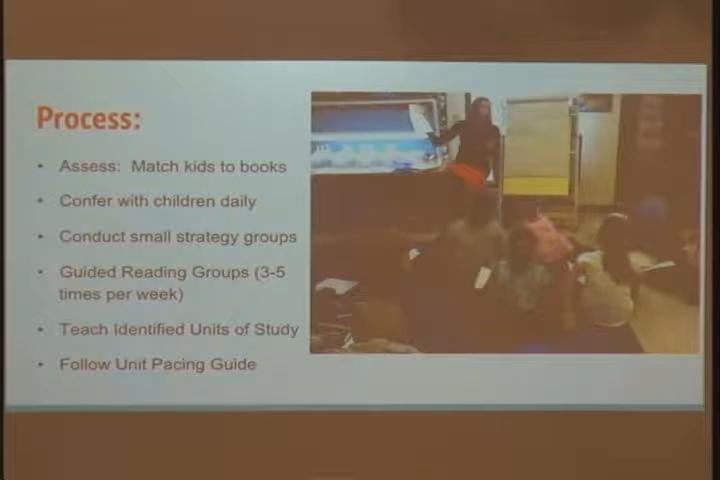 Process:
• Assess: Match kids to books
• Confer with children daily
• Conduct small strategy groups
• Guided Reading Groups (3-5
times per week)
• Teach Identified Units of Study
• Follow Unit Pacing Guide